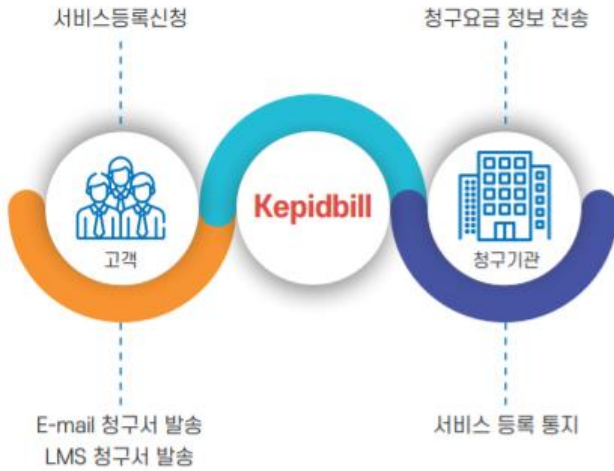 서비스등록신청
청구요금 정보 전송
고객
Kepidbill
청구기관
E-mail 청구서 발송
LMS 청구서 발송
서비스 등록 통지